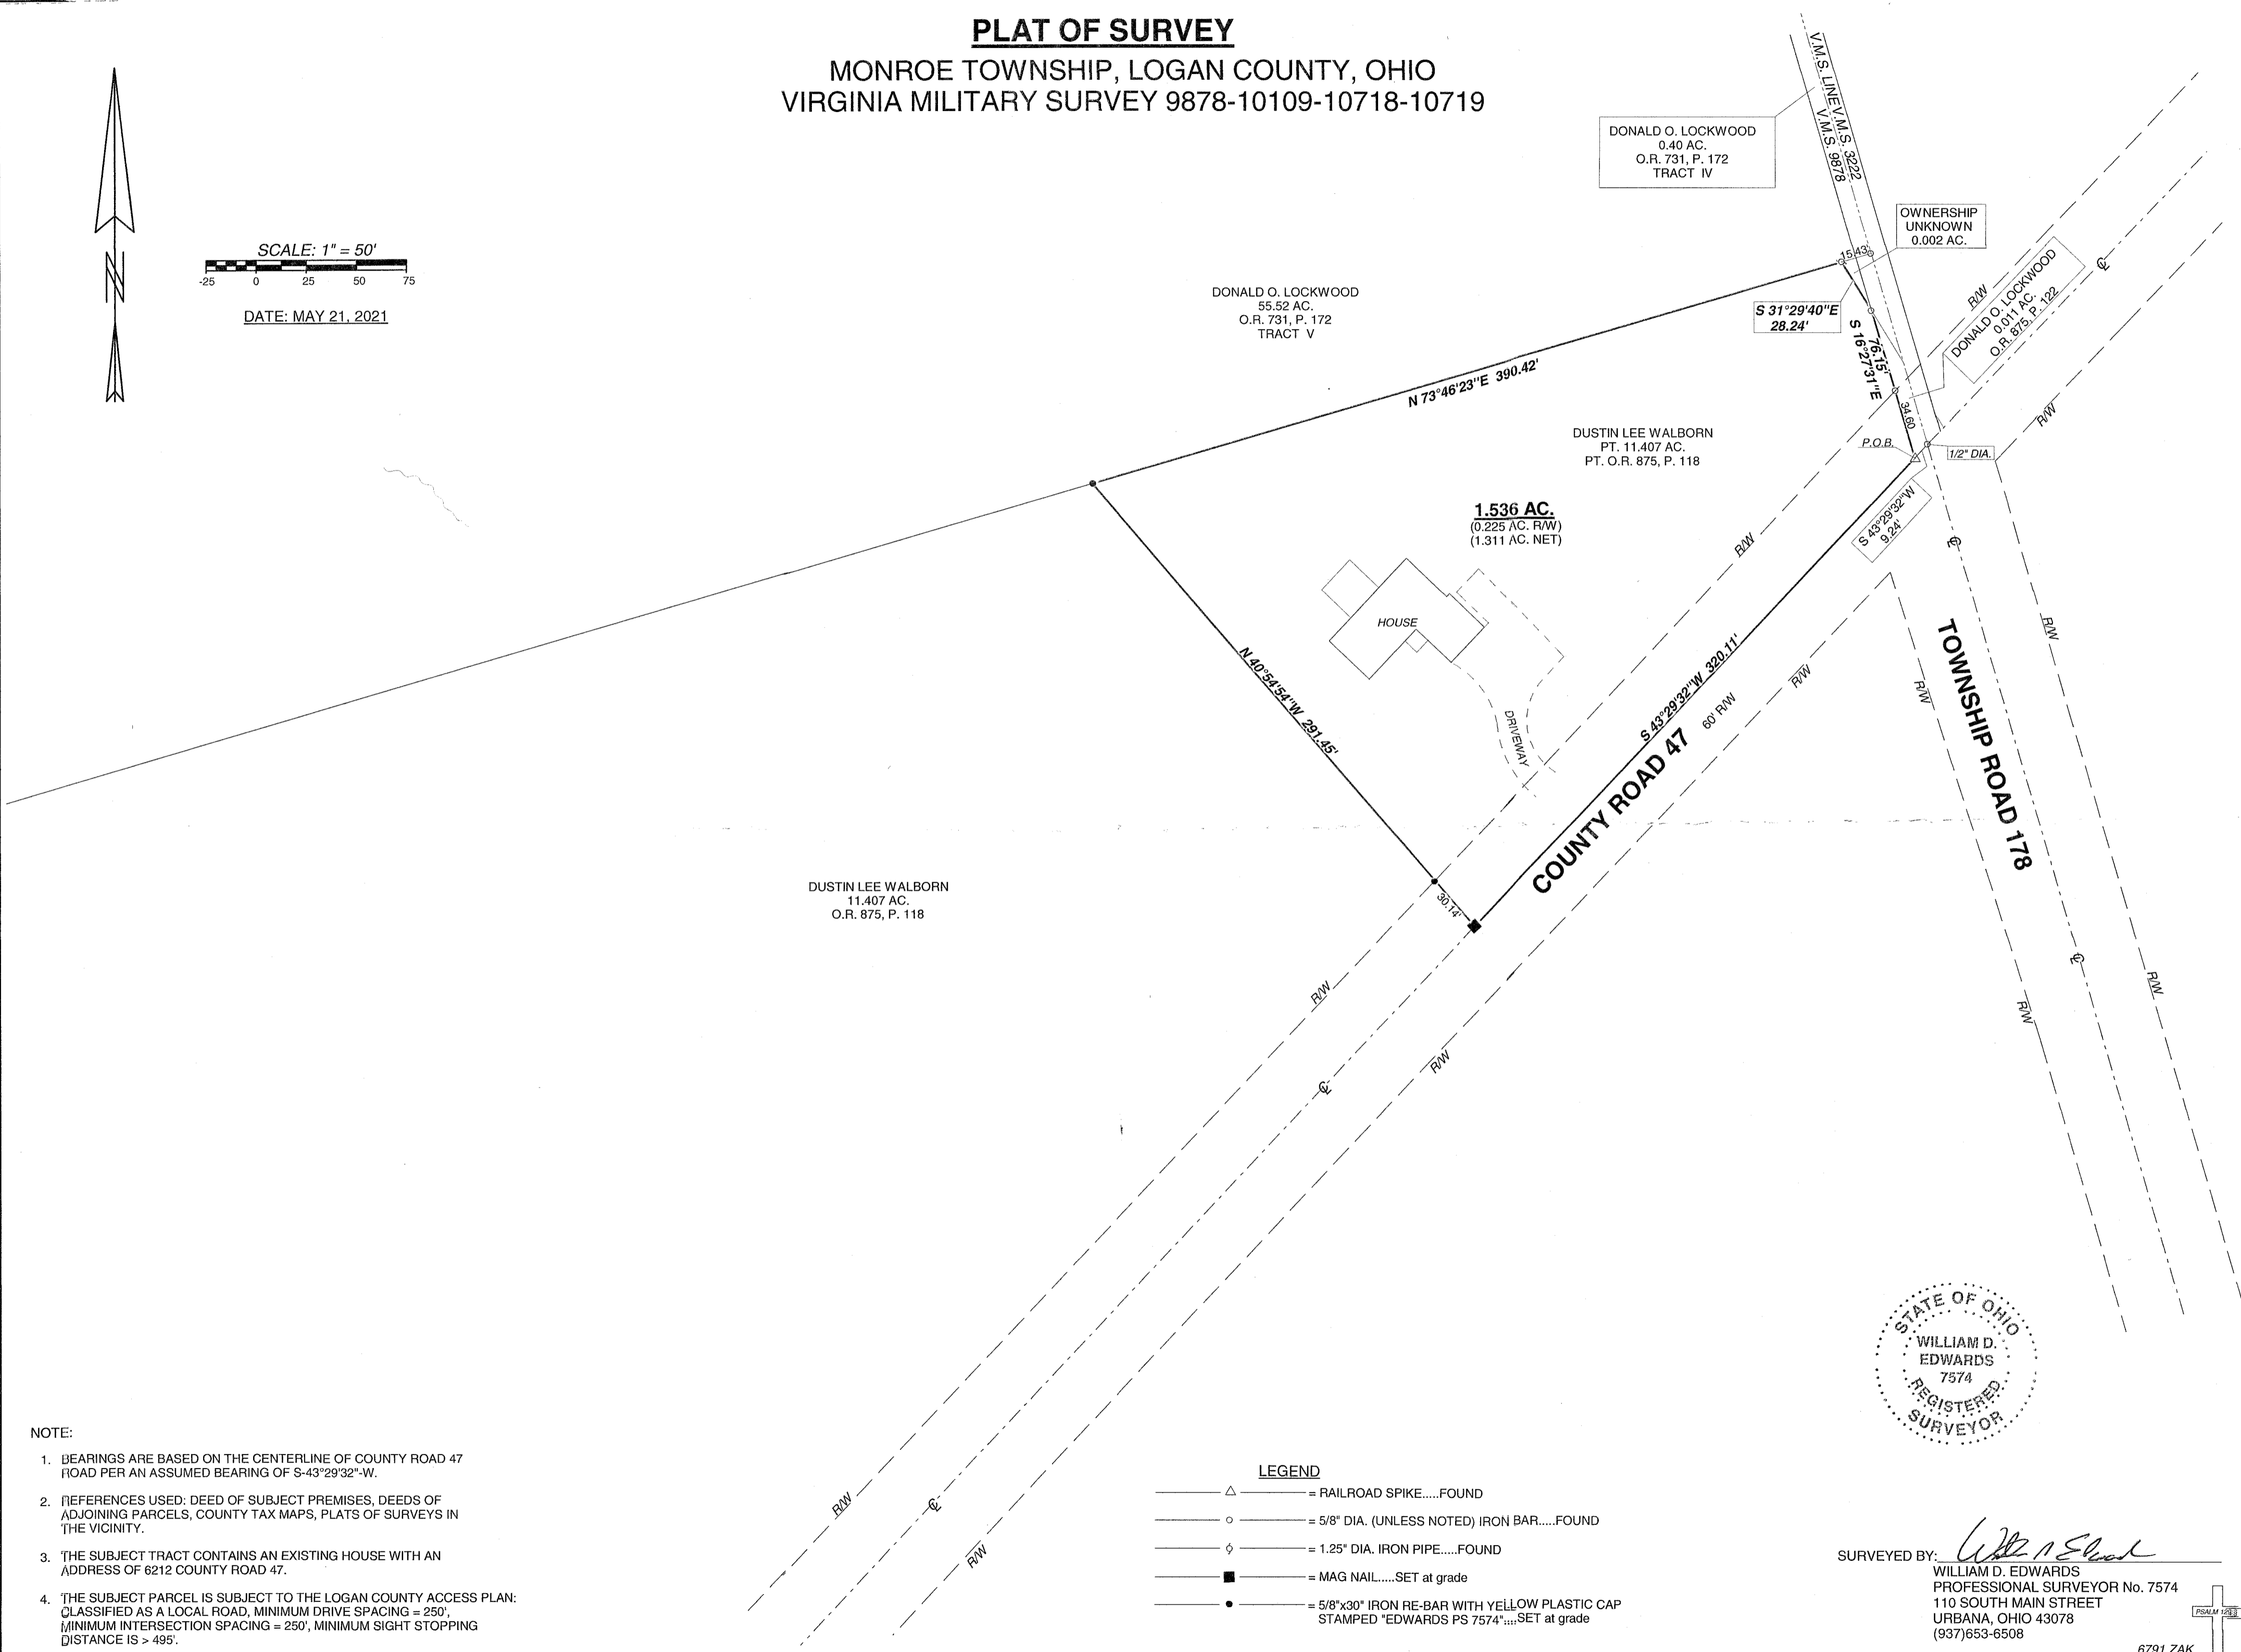 PLAT OF SURVEY
MONROE TOWNSHIP, LOGAN COUNTY, OHIO
VIRGINIA MILITARY SURVEY 9878-10109-10718-10719
N
SCALE: 1" = 50'
-25 0 25 50 75
DATE: MAY 21, 2021
V.M.S. LINE
V.M.S. 3222
V.M.S. 9878
DONALD O. LOCKWOOD
0.40 AC.
O.R. 731, P. 172
TRACT IV
OWNERSHIP
UNKNOWN
0.002 AC.
15.43'
DONALD O. LOCKWOOD
55.52 AC.
O.R. 731, P. 172
TRACT V
S 31°29'40"E
28.24'
R/W
DONALD O. LOCKWOOD
0.011 AC.
O.R. 875, P. 122
76.15'
S 16°27'31"E
N 73°46'23"E 390.42'
34.60
R/W
DUSTIN LEE WALBORN
PT. 11.407 AC.
PT. O.R. 875, P. 118
P.O.B.
1/2" DIA.
1.536 AC.
(0.225 AC. R/W)
(1.311 AC. NET)
S 43°29'32"W
9.24'
R/W
HOUSE
N 40°54'54"W 291.45'
DRIVEWAY
S 43°29'32"W 320.11'
60' R/W
R/W
COUNTY ROAD 47
TOWNSHIP ROAD 178
R/W
R/W
DUSTIN LEE WALBORN
11.407 AC.
O.R. 875, P. 118
30.14'
R/W
R/W
R/W
R/W
STATE OF OHIO
WILLIAM D.
EDWARDS
7574
REGISTERED
SURVEYOR
R/W
R/W
NOTE:
1. BEARINGS ARE BASED ON THE CENTERLINE OF COUNTY ROAD 47
ROAD PER AN ASSUMED BEARING OF S-43°29'32"-W.
2. REFERENCES USED: DEED OF SUBJECT PREMISES, DEEDS OF
ADJOINING PARCELS, COUNTY TAX MAPS, PLATS OF SURVEYS IN
THE VICINITY.
3. THE SUBJECT TRACT CONTAINS AN EXISTING HOUSE WITH AN
ADDRESS OF 6212 COUNTY ROAD 47.
4. THE SUBJECT PARCEL IS SUBJECT TO THE LOGAN COUNTY ACCESS PLAN:
CLASSIFIED AS A LOCAL ROAD, MINIMUM DRIVE SPACING = 250',
MINIMUM INTERSECTION SPACING = 250', MINIMUM SIGHT STOPPING
DISTANCE IS > 495'.
LEGEND
= RAILROAD SPIKE.....FOUND
= 5/8" DIA. (UNLESS NOTED) IRON BAR.....FOUND
= 1.25" DIA. IRON PIPE.....FOUND
= MAG NAIL.....SET at grade
= 5/8"x30" IRON RE-BAR WITH YELLOW PLASTIC CAP
STAMPED "EDWARDS PS 7574".....SET at grade
SURVEYED BY:
WILLIAM D. EDWARDS
PROFESSIONAL SURVEYOR No. 7574
110 SOUTH MAIN STREET
URBANA, OHIO 43078
(937)653-6508
PSALM
6791 ZAK